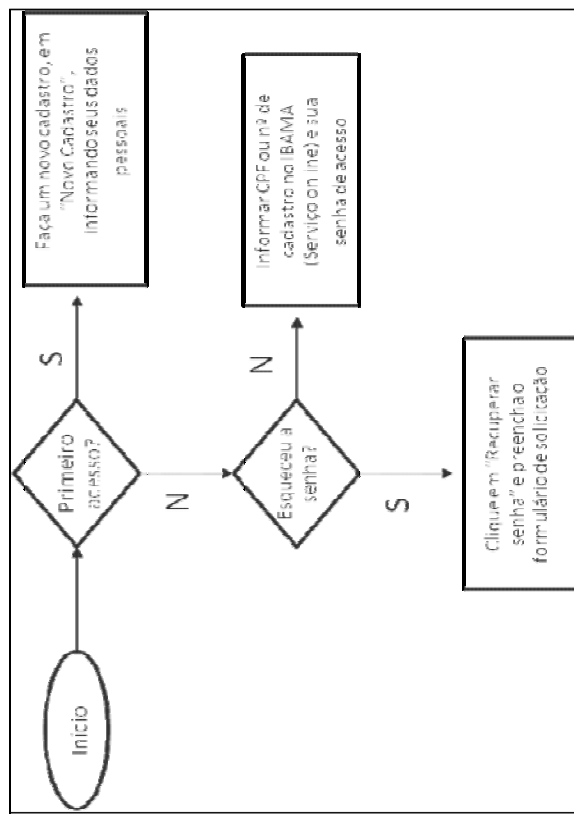 Início
Primeiro
acesso?
S
Faça um novo cadastro, em
"Novo Cadastro",
informando seus dados
pessoais
N
Esqueceu a
senha?
N
Informar CPF ou nº de
cadastro no IBAMA
(Serviço on line) e sua
senha de acesso
S
Clique em "Recuperar
senha" e preencha o
formulário de solicitação